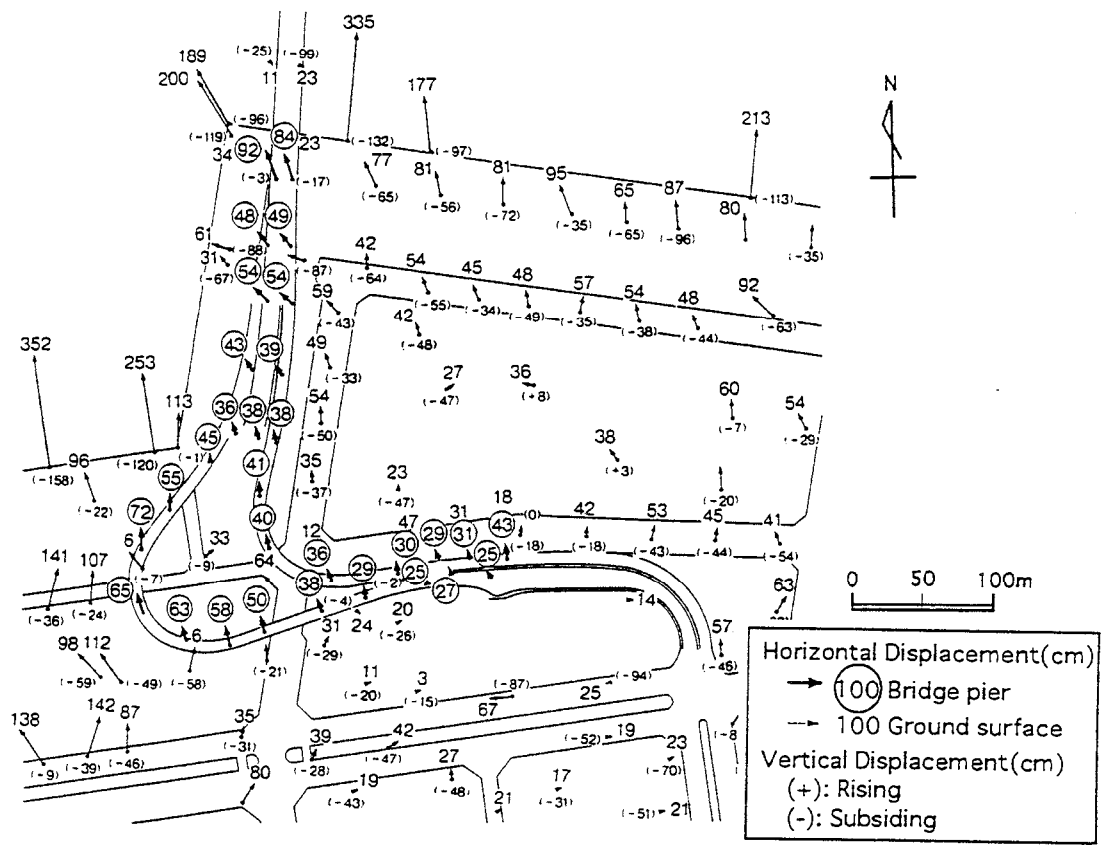 335
(-25) (-99)
189
200 11 23 177
N
213
(-96)
(-119) 84 23 (-132) (-97)
92
34 77 81 81 95
(-3) (-17) 65 87 (-113)
(-65) (-56) (-72) 80
48 49 (-35) (-65) (-96)
61 (-88) 42 (-35)
31 (-87)
(-67) 54 54 (-64) 54 45 48 57 54 48 92
59 (-55) (-34) (-49) (-35) (-38) (-44) (-63)
(-43) 42
(-48)
352 43 39 49
253 (-33) 27 36
(-47) (+8) 60 54
113 36 38 38 54
(-7) (-29)
45 (-50) 38
96 (-120) (-1) 41 35 (+3)
(-158) 55 (-37) 23
(-22) (-47) (-20)
72 40 18
47 31 43 (0) 42 53 45 41
6 33 12 29 31
141 107 (-9) 64 36 30 25 (-18) (-18) (-43) (-44) (-54)
(-7) 29 25
65 38 (-2) 27 63
(-36) (-24) 63 58 50 (-4) 20 14
6 31 24 (-26) 57
98 112 (-29)
(-59) (-49) (-58) (-21) 11 3 (-87) (-94) (-46)
(-20) (-15) 67 25
138 142 87 35 42
(-31) 39 19
(-9) (-39) (-46) (-28) (-47) 27 (-52) 23 (-8
80 19 17 (-70)
(-43) (-48) (-31)
21 (-51) 21
0 50 100m
Horizontal Displacement(cm)
100 Bridge pier
100 Ground surface
Vertical Displacement(cm)
(+): Rising
(-): Subsiding